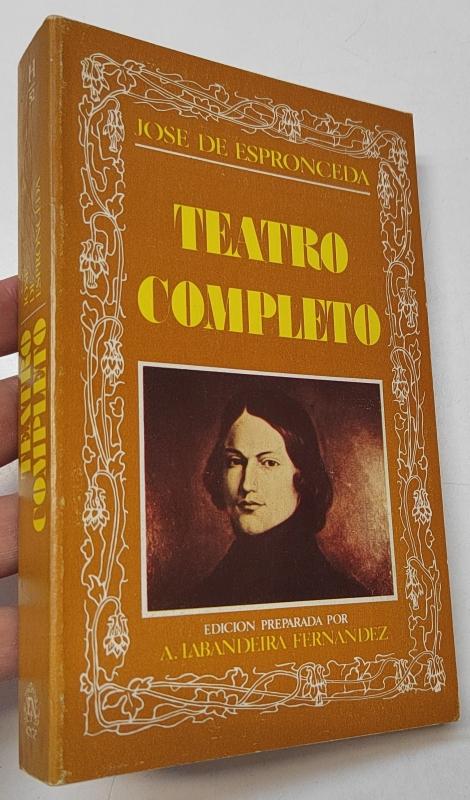 JOSE DE ESPRONCEDA
TEATRO
COMPLETO
EDICION PREPARADA POR
A. LABANDEIRA FERNANDEZ
TEATRO
COMPLETO